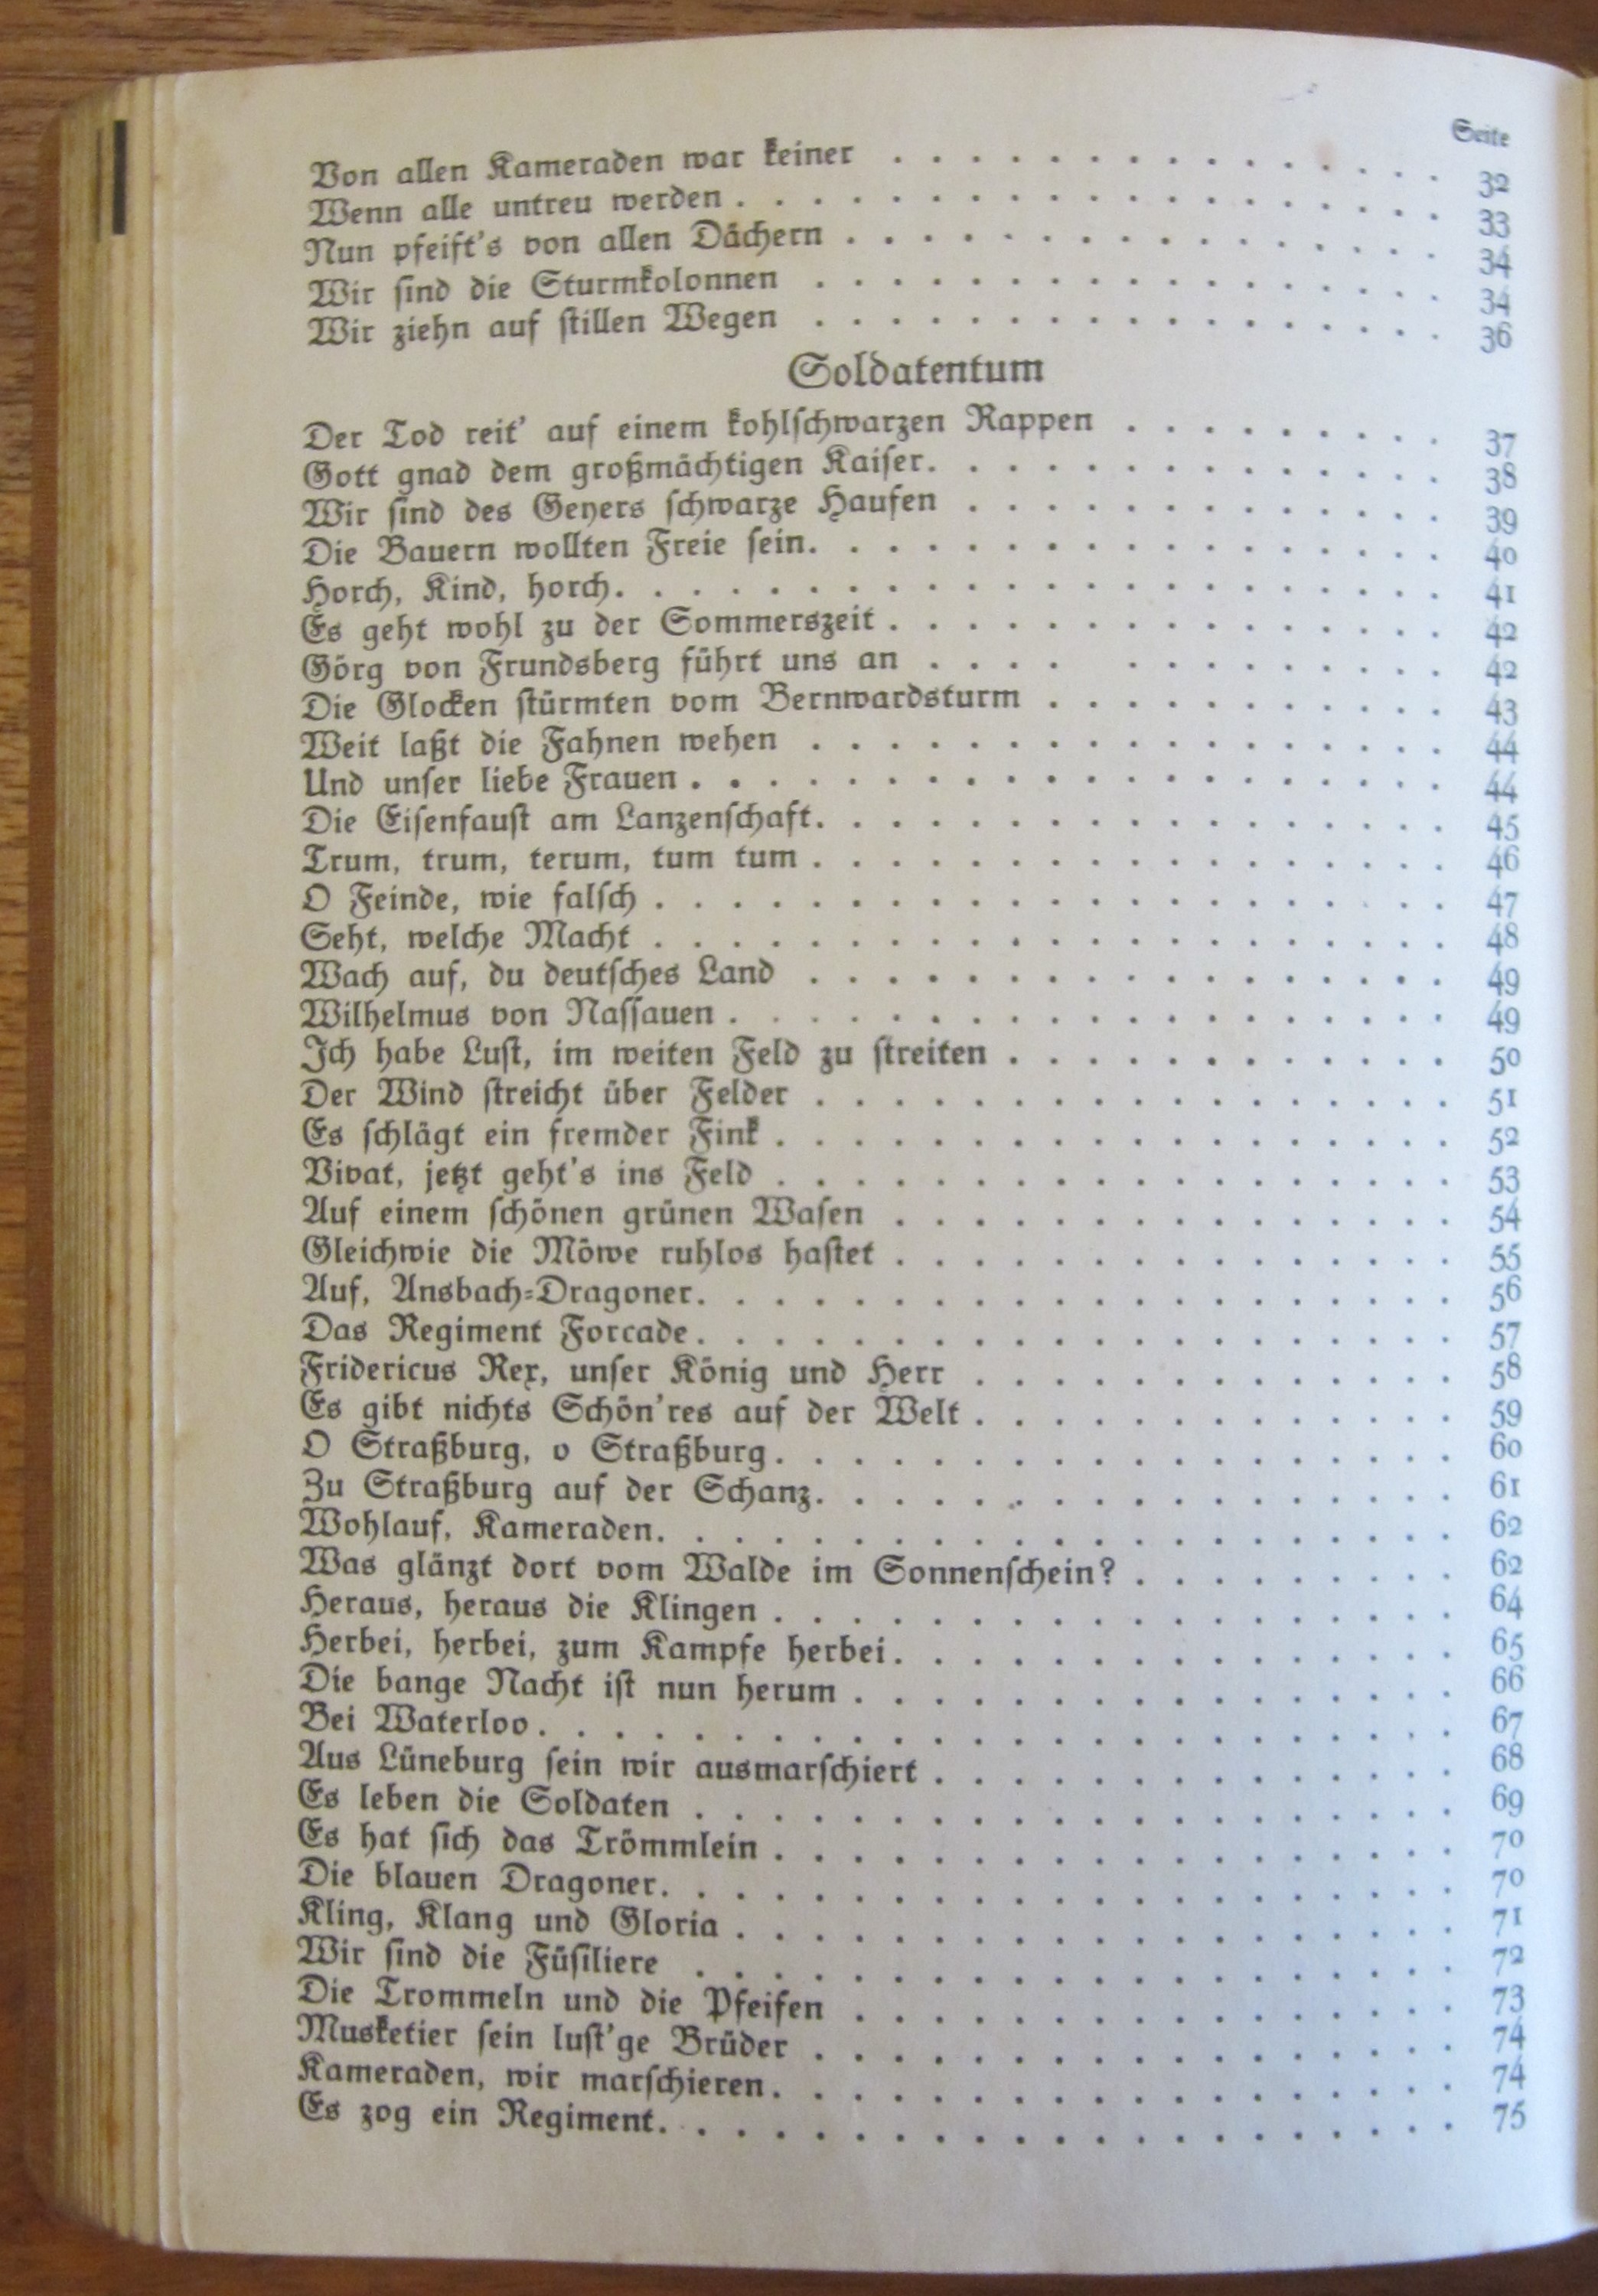 Seite
Von allen Kameraden war keiner . . . . . . . . . . . . . . 32
Wenn alle untreu werden . . . . . . . . . . . . . . . . . . 33
Nun pfeift's von allen Dächern . . . . . . . . . . . . . . . 34
Wir sind die Sturmkolonnen . . . . . . . . . . . . . . . . 34
Wir ziehn auf stillen Wegen . . . . . . . . . . . . . . . . 36
Soldatentum
Der Tod reit' auf einem kohlschwarzen Rappen . . . . . . . . . 37
Gott gnad dem großmächtigen Kaiser. . . . . . . . . . . . . . 38
Wir sind des Geyers schwarze Haufen . . . . . . . . . . . . . 39
Die Bauern wollten Freie sein. . . . . . . . . . . . . . . . . 40
Horch, Kind, horch. . . . . . . . . . . . . . . . . . . . . . 41
Es geht wohl zu der Sommerszeit . . . . . . . . . . . . . . . 42
Görg von Frundsberg führt uns an . . . . . . . . . . . . . 42
Die Glocken stürmten vom Bernwardsturm . . . . . . . . . . . 43
Weit laßt die Fahnen wehen . . . . . . . . . . . . . . . . . 44
Und unser liebe Frauen . . . . . . . . . . . . . . . . . . . . 44
Die Eisenfaust am Lanzenschaft. . . . . . . . . . . . . . . . . 45
Trum, trum, terum, tum tum . . . . . . . . . . . . . . . . . 46
O Feinde, wie falsch . . . . . . . . . . . . . . . . . . . . . 47
Seht, welche Macht . . . . . . . . . . . . . . . . . . . . . 48
Wach auf, du deutsches Land . . . . . . . . . . . . . . . . . 49
Wilhelmus von Nassauen . . . . . . . . . . . . . . . . . . . 49
Ich habe Lust, im weiten Feld zu streiten . . . . . . . . . . . . 50
Der Wind streicht über Felder . . . . . . . . . . . . . . . . . 51
Es schlägt ein fremder Fink . . . . . . . . . . . . . . . . . . 52
Vivat, jetzt geht's ins Feld . . . . . . . . . . . . . . . . . . 53
Auf einem schönen grünen Wasen . . . . . . . . . . . . . . . 54
Gleichwie die Möwe ruhlos hastet . . . . . . . . . . . . . . . 55
Auf, Ansbach-Dragoner. . . . . . . . . . . . . . . . . . . . 56
Das Regiment Forcade. . . . . . . . . . . . . . . . . . . . 57
Fridericus Rex, unser König und Herr . . . . . . . . . . . . . 58
Es gibt nichts Schön'res auf der Welt . . . . . . . . . . . . . 59
O Straßburg, o Straßburg. . . . . . . . . . . . . . . . . . 60
Zu Straßburg auf der Schanz. . . . . . . . . . . . . . . . . 61
Wohlauf, Kameraden. . . . . . . . . . . . . . . . . . . . . 62
Was glänzt dort vom Walde im Sonnenschein? . . . . . . . . . 62
Heraus, heraus die Klingen . . . . . . . . . . . . . . . . . . 64
Herbei, herbei, zum Kampfe herbei. . . . . . . . . . . . . . . 65
Die bange Nacht ist nun herum . . . . . . . . . . . . . . . . 66
Bei Waterloo. . . . . . . . . . . . . . . . . . . . . . . . 67
Aus Lüneburg sein wir ausmarschiert . . . . . . . . . . . . . . 68
Es leben die Soldaten . . . . . . . . . . . . . . . . . . . . 69
Es hat sich das Trömmlein . . . . . . . . . . . . . . . . . . 70
Die blauen Dragoner. . . . . . . . . . . . . . . . . . . . . 70
Kling, Klang und Gloria . . . . . . . . . . . . . . . . . . . 71
Wir sind die Füsiliere . . . . . . . . . . . . . . . . . . . . 72
Die Trommeln und die Pfeifen . . . . . . . . . . . . . . . . 73
Musketier sein lust'ge Brüder . . . . . . . . . . . . . . . . . 74
Kameraden, wir marschieren. . . . . . . . . . . . . . . . . . 74
Es zog ein Regiment. . . . . . . . . . . . . . . . . . . . . 75